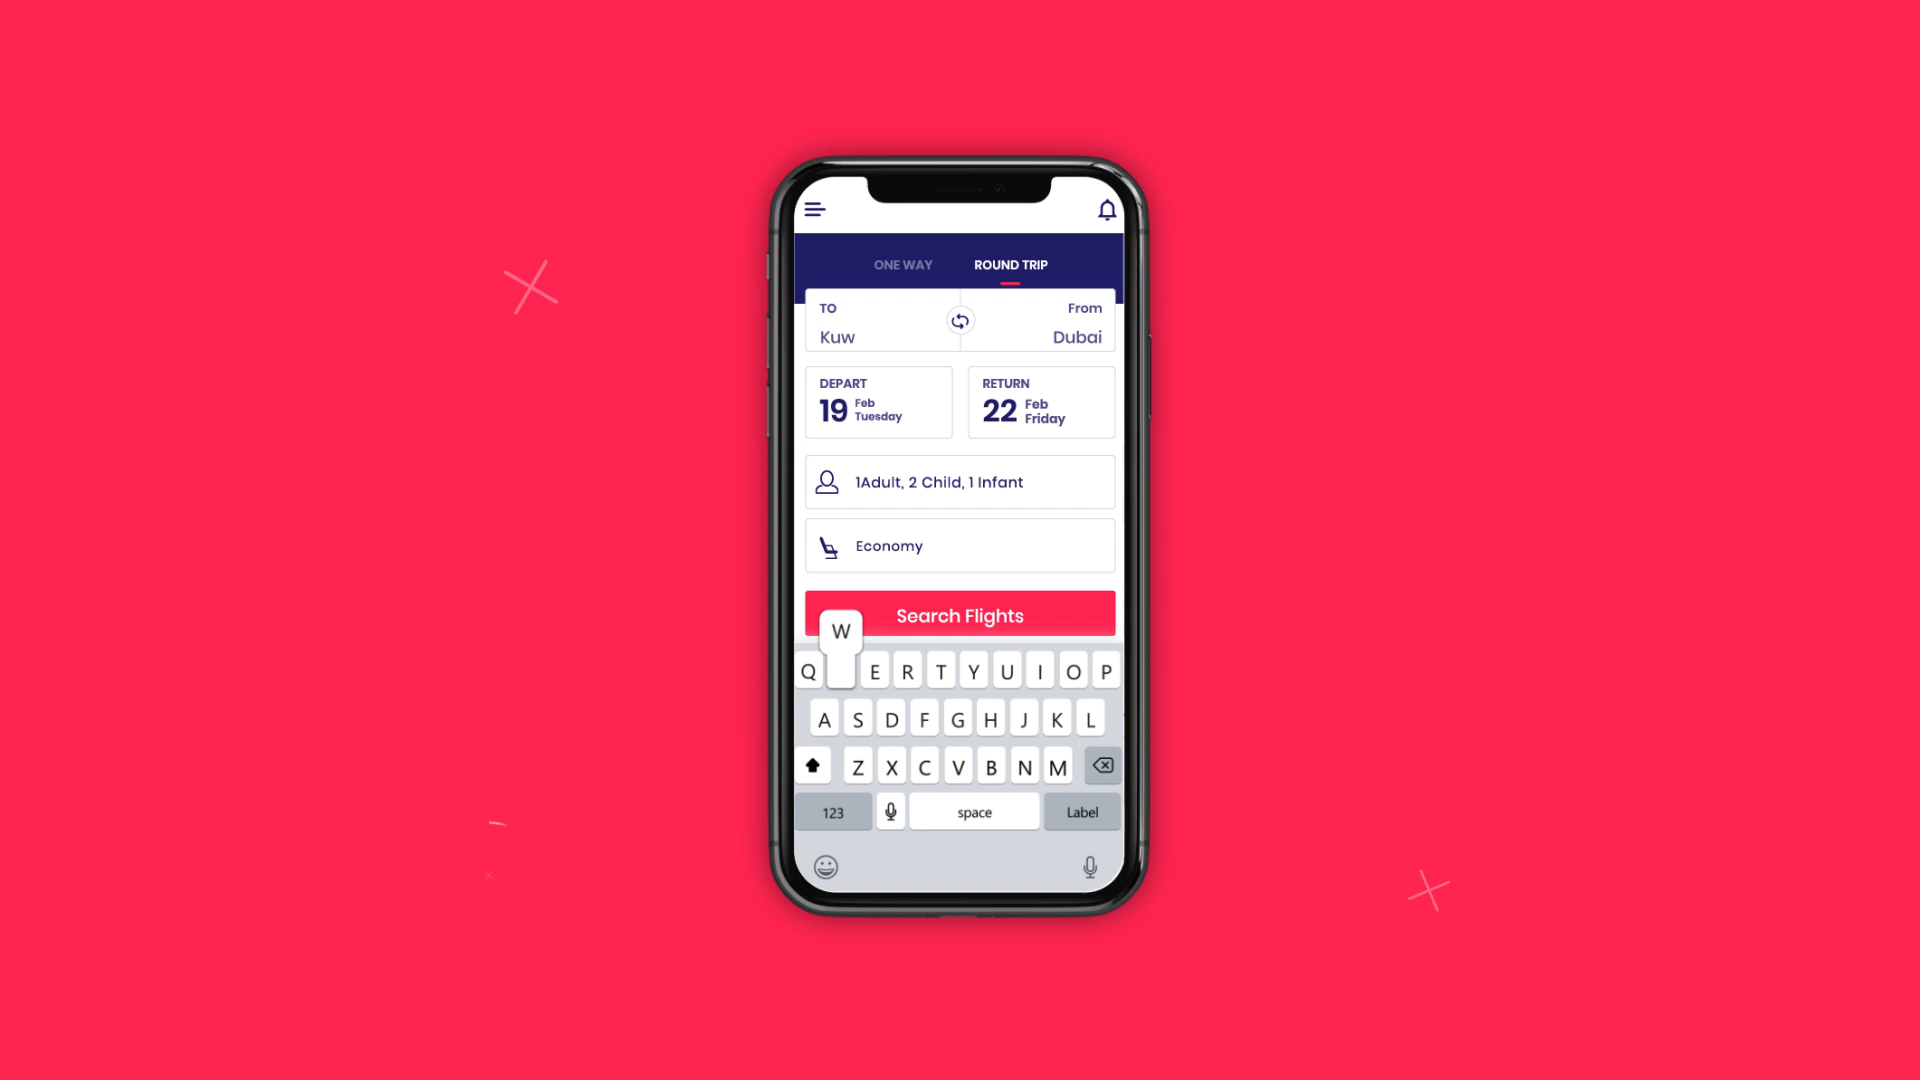 ONE WAY ROUND TRIP
TO From
Kuw Dubai
DEPART RETURN
19 Feb Tuesday 22 Feb Friday
1Adult, 2 Child, 1 Infant
Economy
Search Flights
W
Q E R T Y U I O P
A S D F G H J K L
Z X C V B N M
123 space Label